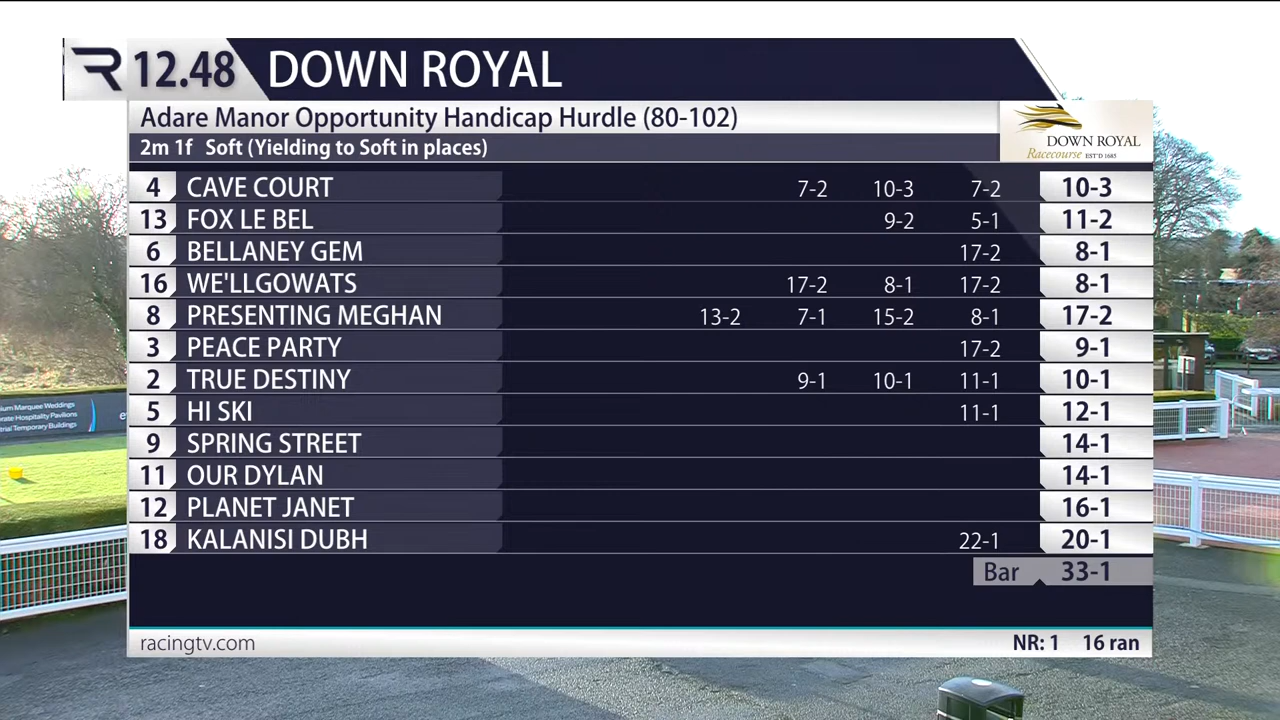 R 12.48 DOWN ROYAL
Adare Manor Opportunity Handicap Hurdle (80-102)
2m 1f Soft (Yielding to Soft in places)
DOWN ROYAL
Racecourse EST'D 1685
4 CAVE COURT 7-2 10-3 7-2 10-3
13 FOX LE BEL 9-2 5-1 11-2
6 BELLANEY GEM 17-2 8-1
16 WE'LLGOWATS 17-2 8-1 17-2 8-1
8 PRESENTING MEGHAN 13-2 7-1 15-2 8-1 17-2
3 PEACE PARTY 17-2 9-1
2 TRUE DESTINY 9-1 10-1 11-1 10-1
5 HI SKI 11-1 12-1
9 SPRING STREET 14-1
11 OUR DYLAN 14-1
12 PLANET JANET 16-1
18 KALANISI DUBH 22-1 20-1
Bar 33-1
racingtv.com NR: 1 16 ran
Marquee Weddings
Hospitality Pavilions
Temporary Buildings